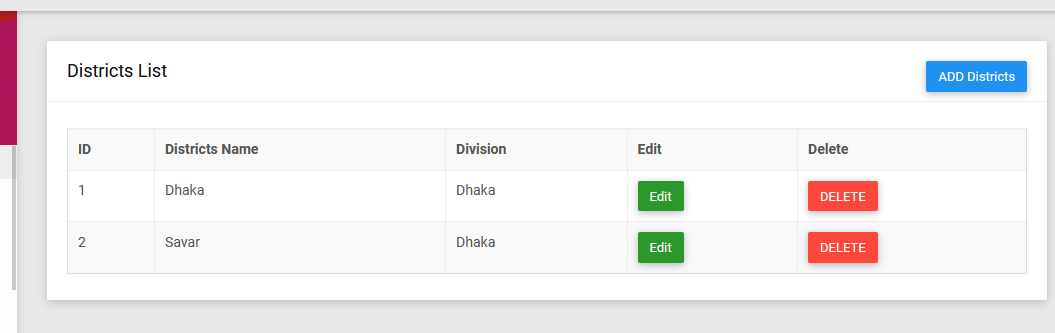 Districts List
ADD Districts
ID Districts Name Division Edit Delete
1 Dhaka Dhaka Edit DELETE
2 Savar Dhaka Edit DELETE